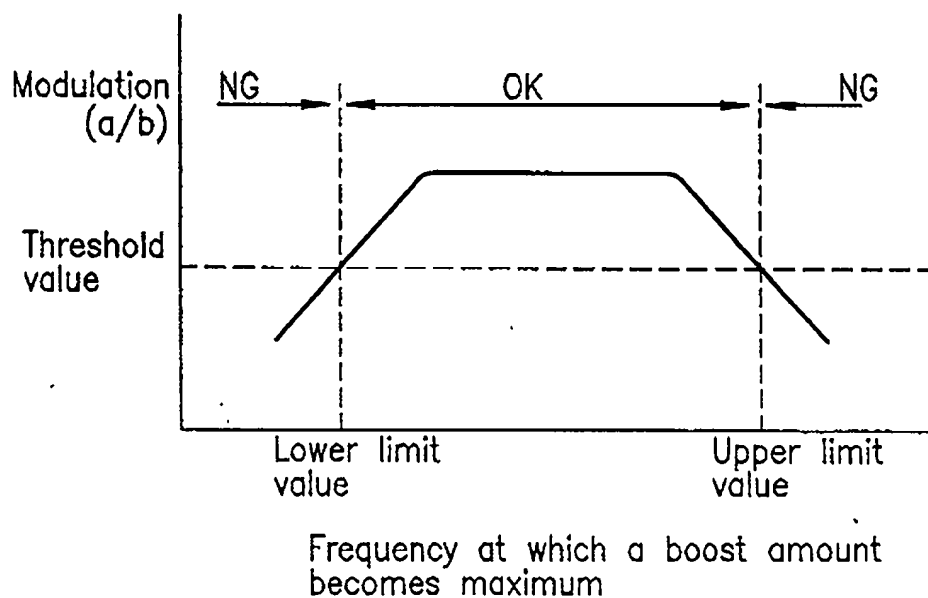 Modulation
(a/b)
NG
OK
NG
Threshold
value
Lower limit
value
Upper limit
value
Frequency at which a boost amount
becomes maximum